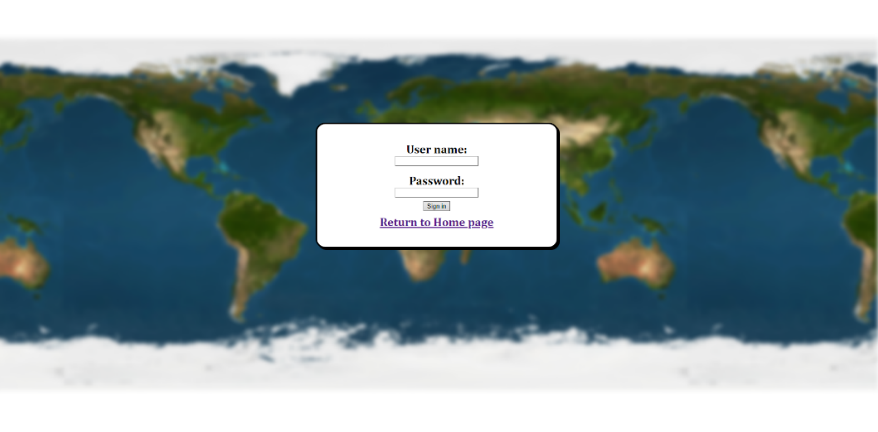 User name:
Password:
Sign in
Return to Home page